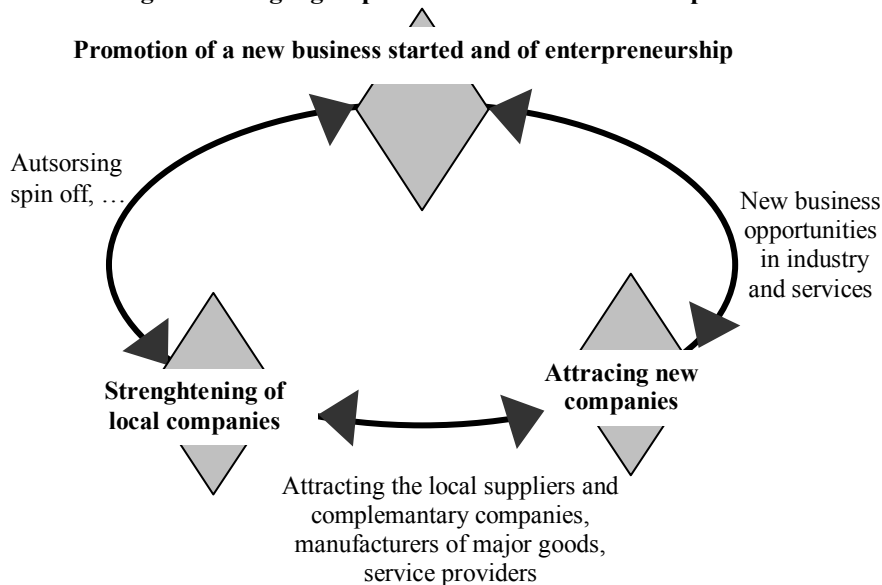 Promotion of a new business started and of enterpreneurship
Autsorsing
spin off, …
New business
opportunities
in industry
and services
Strenghtening of
local companies
Attracing new
companies
Attracting the local suppliers and
complemantary companies,
manufacturers of major goods,
service providers